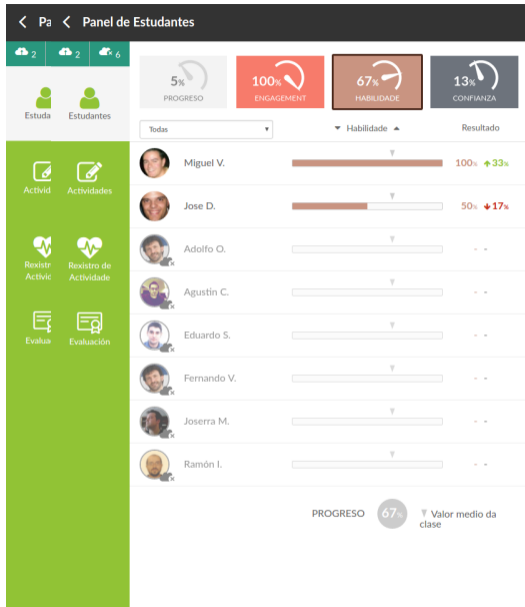 Pa
Panel de Estudantes
2
2
6
Estuda
Estudantes
Activid
Actividades
Rexistr
Activic
Rexistro de
Actividade
Evalua
Evaluación
5%
PROGRESO
100%
ENGAGEMENT
67%
HABILIDADE
13%
CONFIANZA
Todas
Habilidade
Resultado
Miguel V.
100% 33%
Jose D.
50% 17%
Adolfo O.
- -
Agustin C.
- -
Eduardo S.
- -
Fernando V.
- -
Joserra M.
- -
Ramón I.
- -
PROGRESO 67% Valor medio da
clase